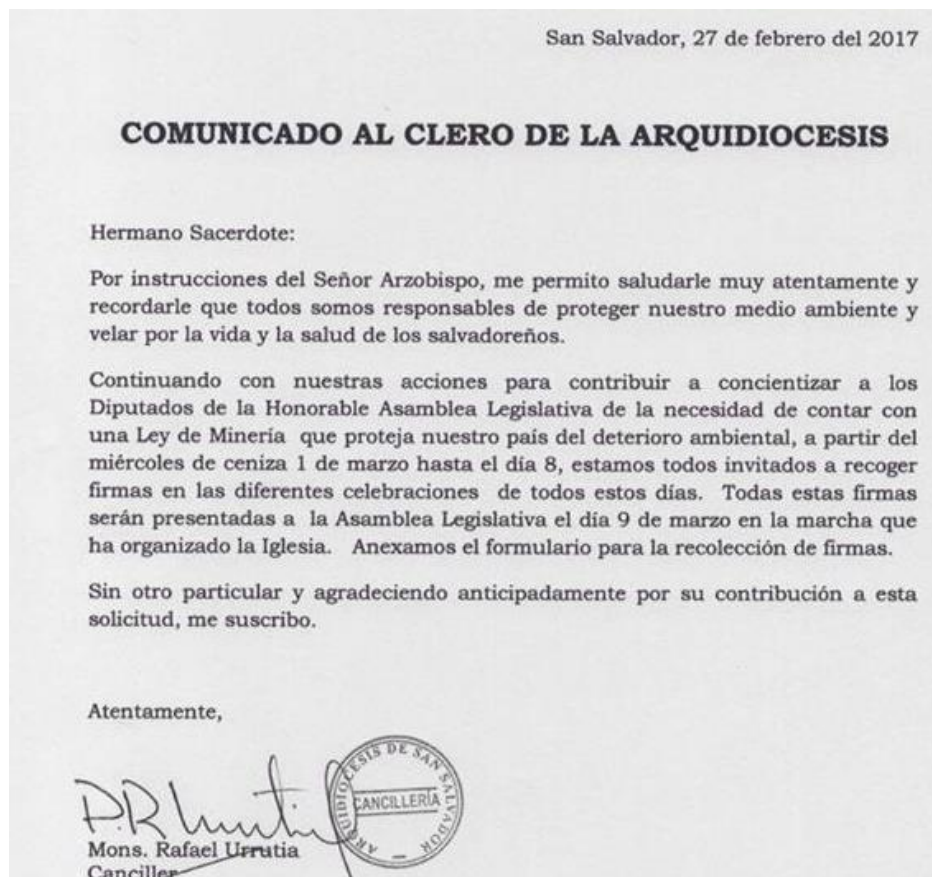 San Salvador, 27 de febrero del 2017
COMUNICADO AL CLERO DE LA ARQUIDIOCESIS
Hermano Sacerdote:
Por instrucciones del Señor Arzobispo, me permito saludarle muy atentamente y
recordarle que todos somos responsables de proteger nuestro medio ambiente y
velar por la vida y la salud de los salvadoreños.
Continuando con nuestras acciones para contribuir a concientizar a los
Diputados de la Honorable Asamblea Legislativa de la necesidad de contar con
una Ley de Minería que proteja nuestro país del deterioro ambiental, a partir del
miércoles de ceniza 1 de marzo hasta el día 8, estamos todos invitados a recoger
firmas en las diferentes celebraciones de todos estos días. Todas estas firmas
serán presentadas a la Asamblea Legislativa el día 9 de marzo en la marcha que
ha organizado la Iglesia. Anexamos el formulario para la recolección de firmas.
Sin otro particular y agradeciendo anticipadamente por su contribución a esta
solicitud, me suscribo.
Atentamente,
ARQUIDIOCESIS DE SAN SALVADOR
CANCILLERÍA
Mons. Rafael Urrutia
Canciller